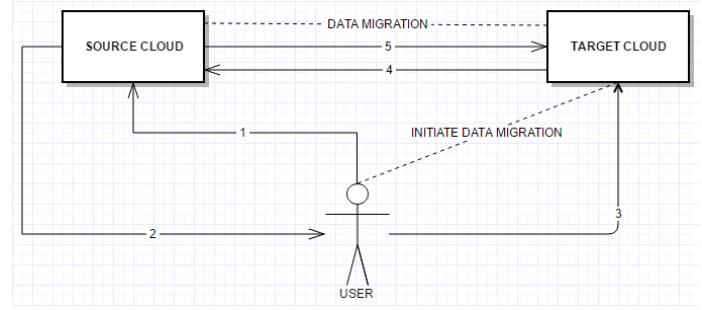 DATA MIGRATION
SOURCE CLOUD
5
TARGET CLOUD
4
1
INITIATE DATA MIGRATION
3
2
USER